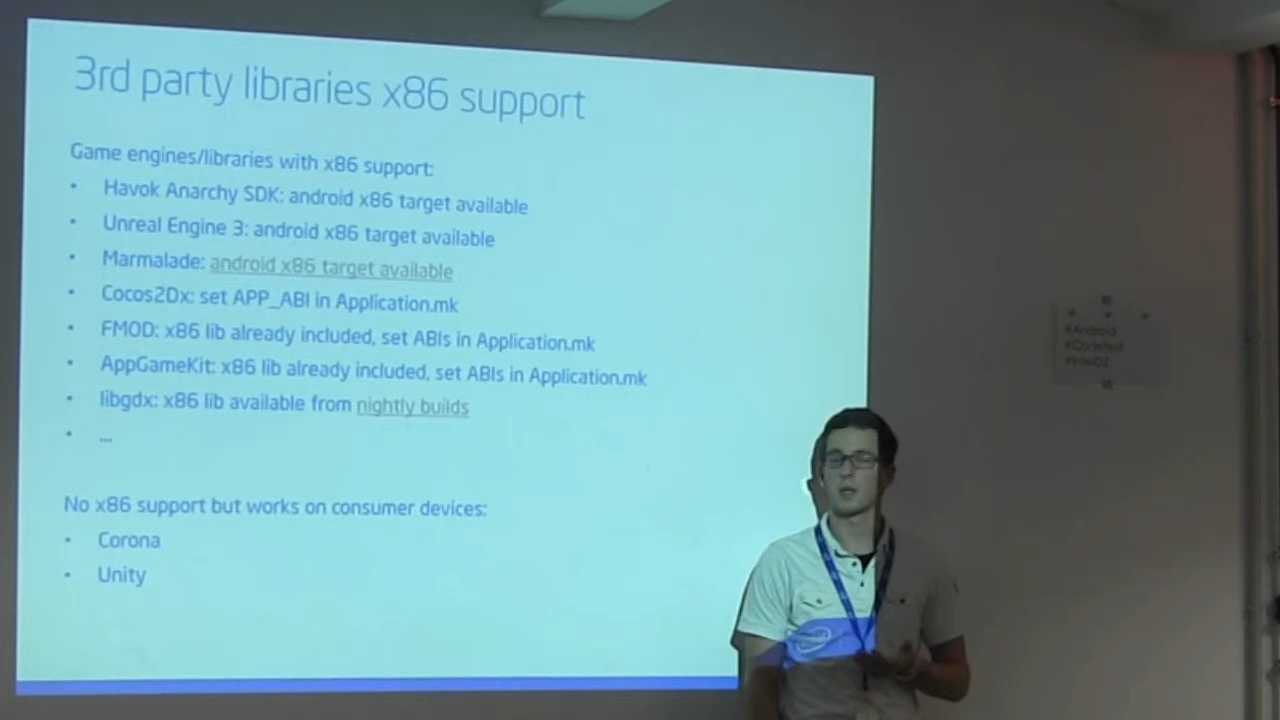 3rd party libraries x86 support
Game engines/libraries with x86 support:
• Havok Anarchy SDK: android x86 target available
• Unreal Engine 3: android x86 target available
• Marmalade: android x86 target available
• Cocos2Dx: set APP_ABI in Application.mk
• FMOD: x86 lib already included, set ABIs in Application.mk
• AppGameKit: x86 lib already included, set ABIs in Application.mk
• libgdx: x86 lib available from nightly builds
• ...
No x86 support but works on consumer devices:
• Corona
• Unity
(intel)
#Android
#Codefest